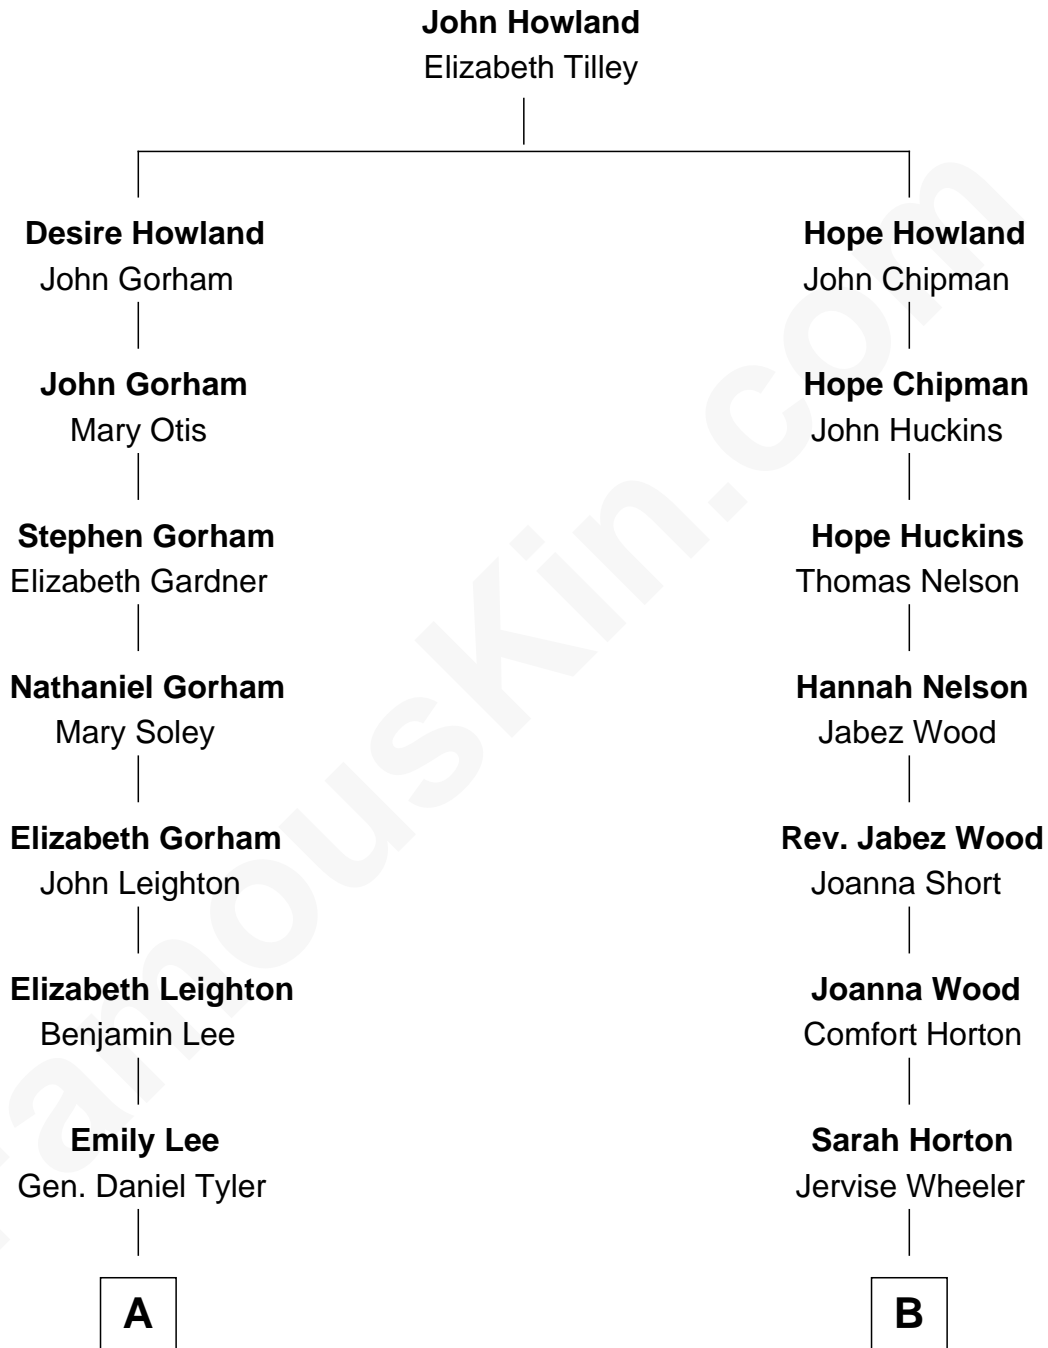 John Howland
Elizabeth Tilley
Desire Howland
John Gorham
John Gorham
Mary Otis
Stephen Gorham
Elizabeth Gardner
Nathaniel Gorham
Mary Soley
Elizabeth Gorham
John Leighton
Elizabeth Leighton
Benjamin Lee
Emily Lee
Gen. Daniel Tyler
A
Hope Howland
John Chipman
Hope Chipman
John Huckins
Hope Huckins
Thomas Nelson
Hannah Nelson
Jabez Wood
Rev. Jabez Wood
Joanna Short
Joanna Wood
Comfort Horton
Sarah Horton
Jervise Wheeler
B
FamousKin.com